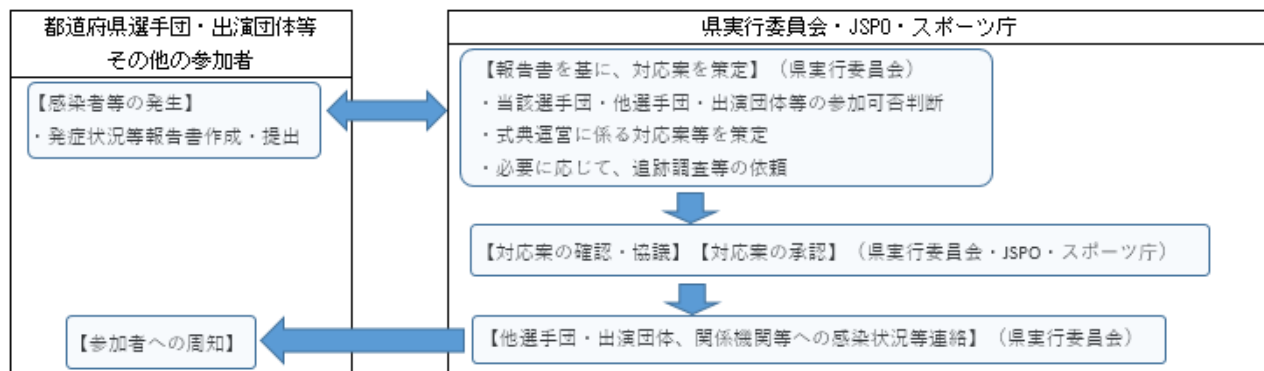 都道府県選手団・出演団体等
その他の参加者
【感染者等の発生】
・発症状況等報告書作成・提出
【参加者への周知】
県実行委員会・JSPO・スポーツ庁
【報告書を基に、対応案を策定】（県実行委員会）
・当該選手団・他選手団・出演団体等の参加可否判断
・式典運営に係る対応案等を策定
・必要に応じて、追跡調査等の依頼
【対応案の確認・協議】【対応案の承認】（県実行委員会・JSPO・スポーツ庁）
【他選手団・出演団体、関係機関等への感染状況等連絡】（県実行委員会）